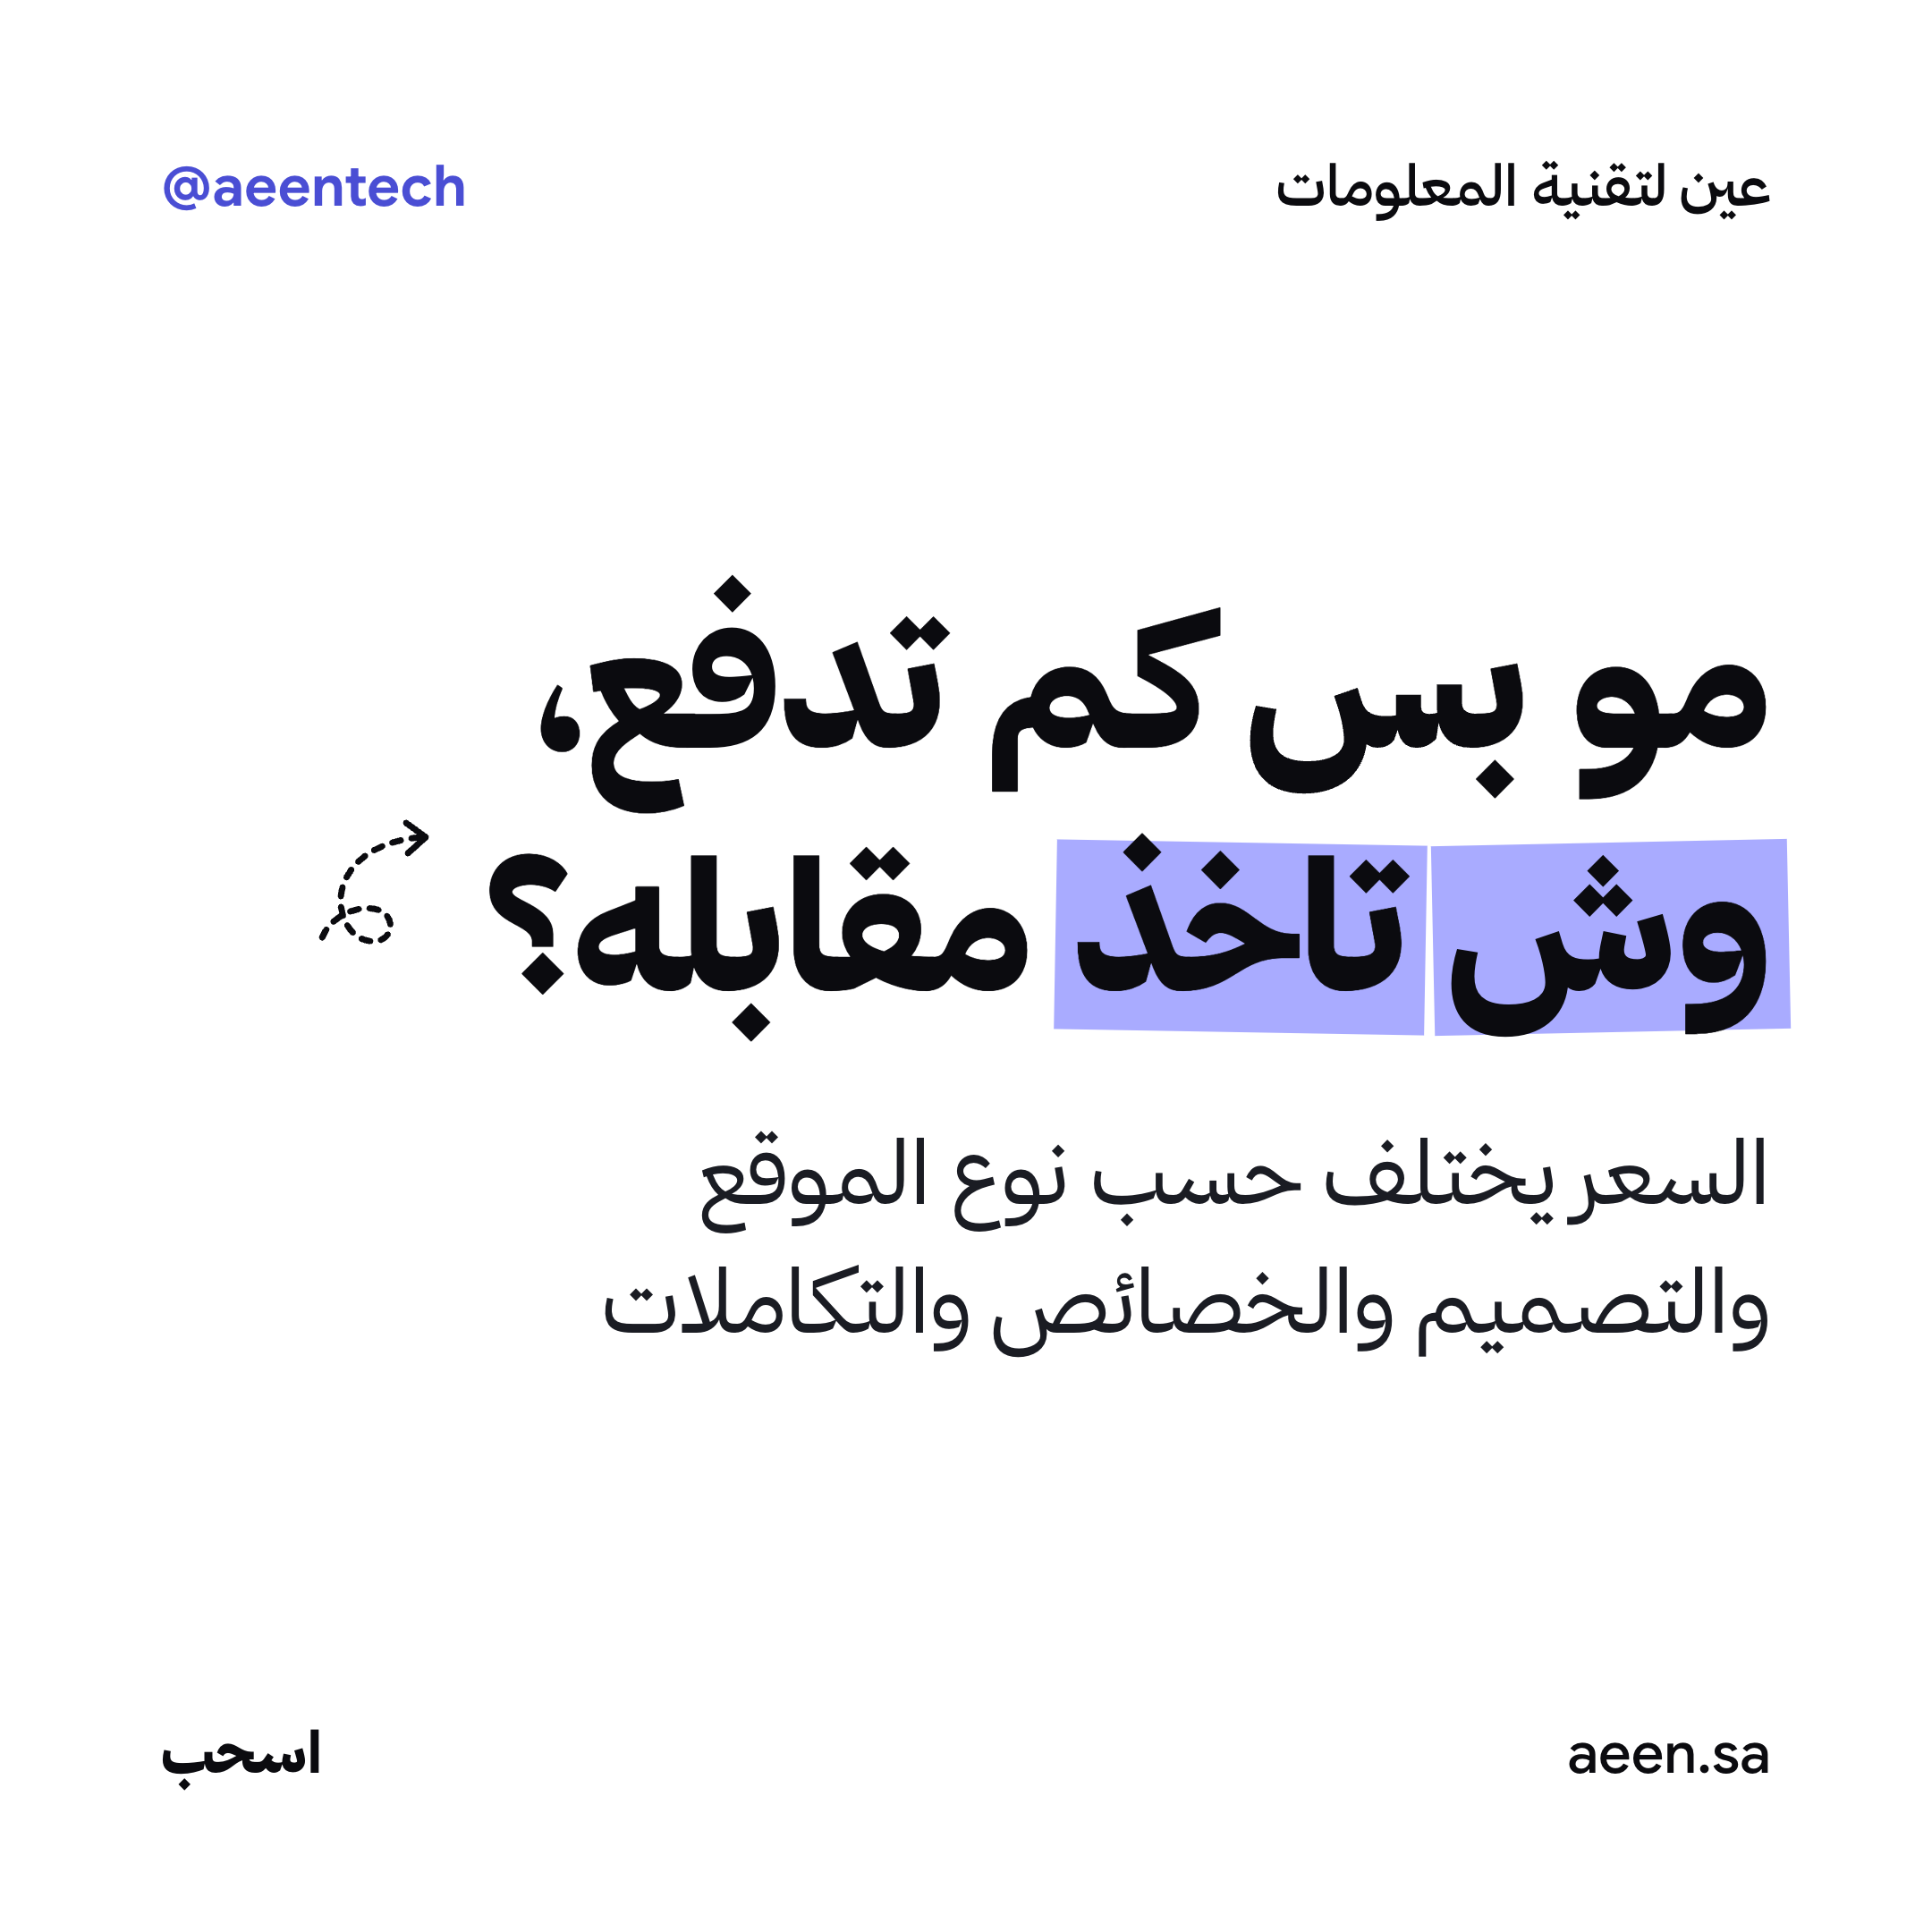 عين لتقنية المعلومات
@aeentech
مو بس كم تدفع،
وش تاخذ مقابله؟
السعر يختلف حسب نوع الموقع
والتصميم والخصائص والتكاملات
aeen.sa
اسحب